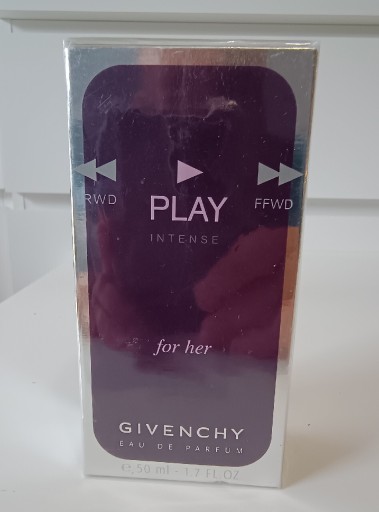 RWD PLAY FFWD
INTENSE
for her
GIVENCHY
EAU DE PARFUM
℮ 50 ml - 1.7 FL OZ